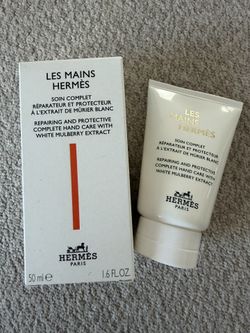 LES MAINS
HERMÈS
SOIN COMPLET
RÉPARATEUR ET PROTECTEUR
À L'EXTRAIT DE MÛRIER BLANC
REPAIRING AND PROTECTIVE
COMPLETE HAND CARE WITH
WHITE MULBERRY EXTRACT
HERMÈS
PARIS
50 ml e
1.6 FL.OZ.
LES
MAINS
HERMÈS
SOIN COMPLET
RÉPARATEUR ET PROTECTEUR
À L'EXTRAIT DE MÛRIER BLANC
REPAIRING AND PROTECTIVE
COMPLETE HAND CARE WITH
WHITE MULBERRY EXTRACT
HERMÈS
PARIS